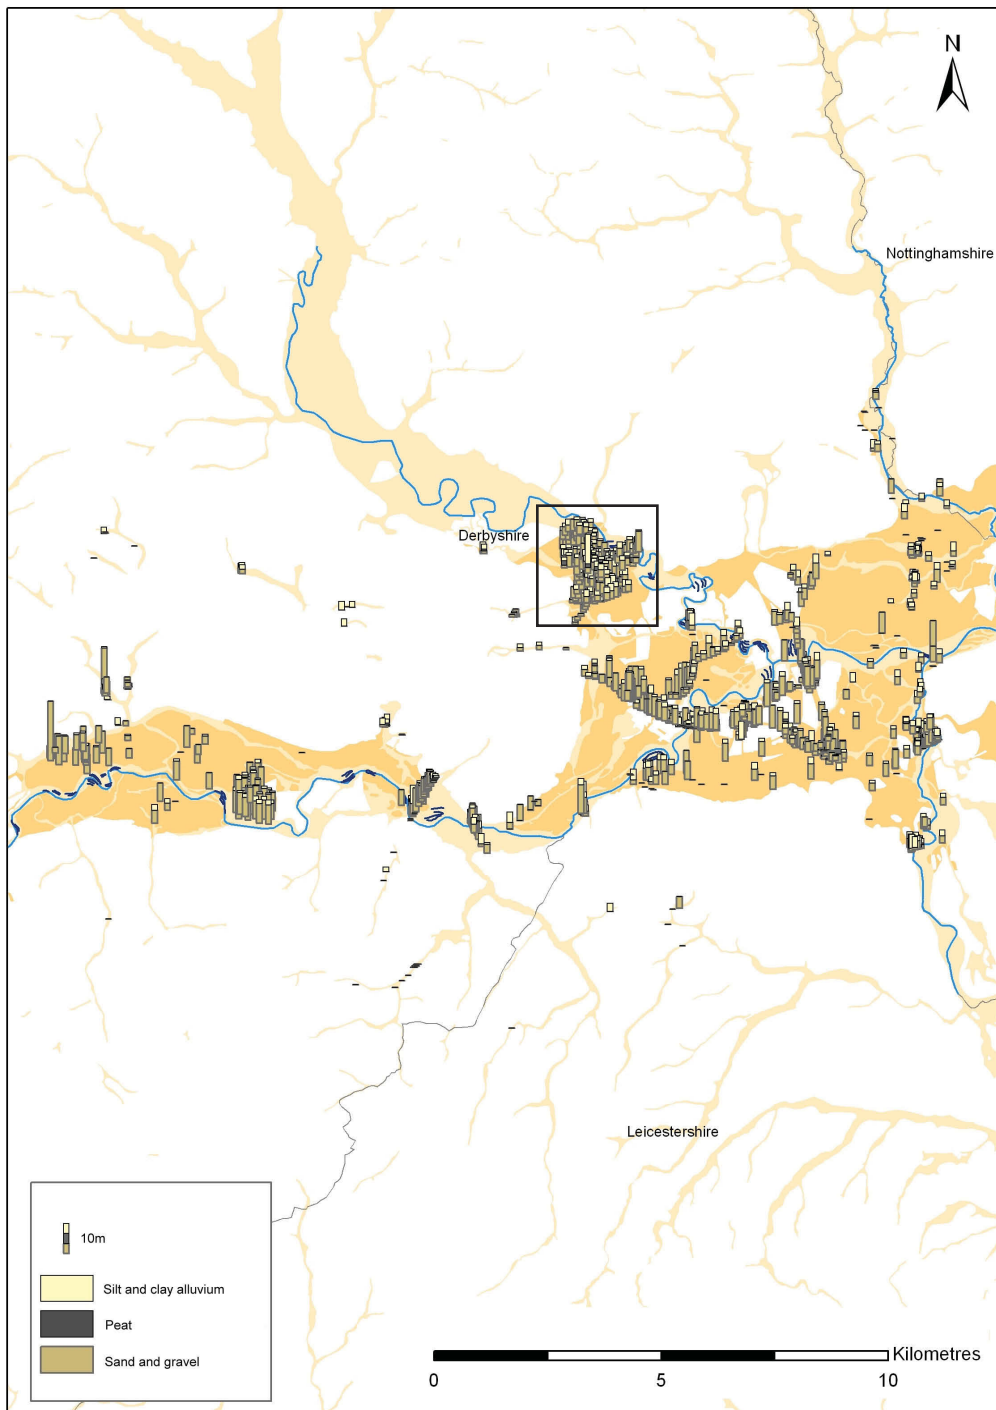 N
Nottinghamshire
Derbyshire
Leicestershire
10m
Silt and clay alluvium
Peat
Sand and gravel
Kilometres
0 5 10